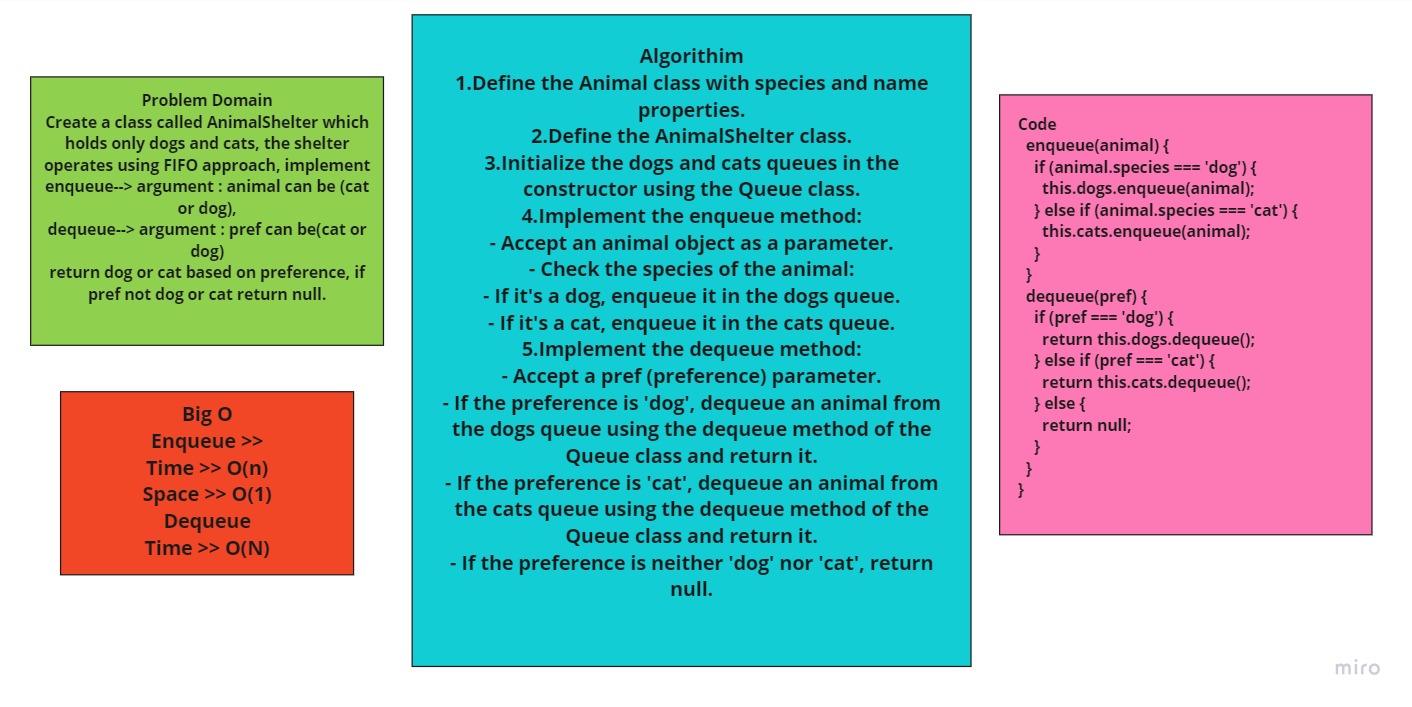 Problem Domain
Create a class called AnimalShelter which
holds only dogs and cats, the shelter
operates using FIFO approach, implement
enqueue--> argument : animal can be (cat
or dog),
dequeue--> argument : pref can be(cat or
dog)
return dog or cat based on preference, if
pref not dog or cat return null.
Big O
Enqueue >>
Time >> O(n)
Space >> O(1)
Dequeue
Time >> O(N)
Algorithim
1.Define the Animal class with species and name
properties.
2.Define the AnimalShelter class.
3.Initialize the dogs and cats queues in the
constructor using the Queue class.
4.Implement the enqueue method:
- Accept an animal object as a parameter.
- Check the species of the animal:
- If it's a dog, enqueue it in the dogs queue.
- If it's a cat, enqueue it in the cats queue.
5.Implement the dequeue method:
- Accept a pref (preference) parameter.
- If the preference is 'dog', dequeue an animal from
the dogs queue using the dequeue method of the
Queue class and return it.
- If the preference is 'cat', dequeue an animal from
the cats queue using the dequeue method of the
Queue class and return it.
- If the preference is neither 'dog' nor 'cat', return
null.
Code
enqueue(animal) {
if (animal.species === 'dog') {
this.dogs.enqueue(animal);
} else if (animal.species === 'cat') {
this.cats.enqueue(animal);
}
}
dequeue(pref) {
if (pref === 'dog') {
return this.dogs.dequeue();
} else if (pref === 'cat') {
return this.cats.dequeue();
} else {
return null;
}
}
}
miro